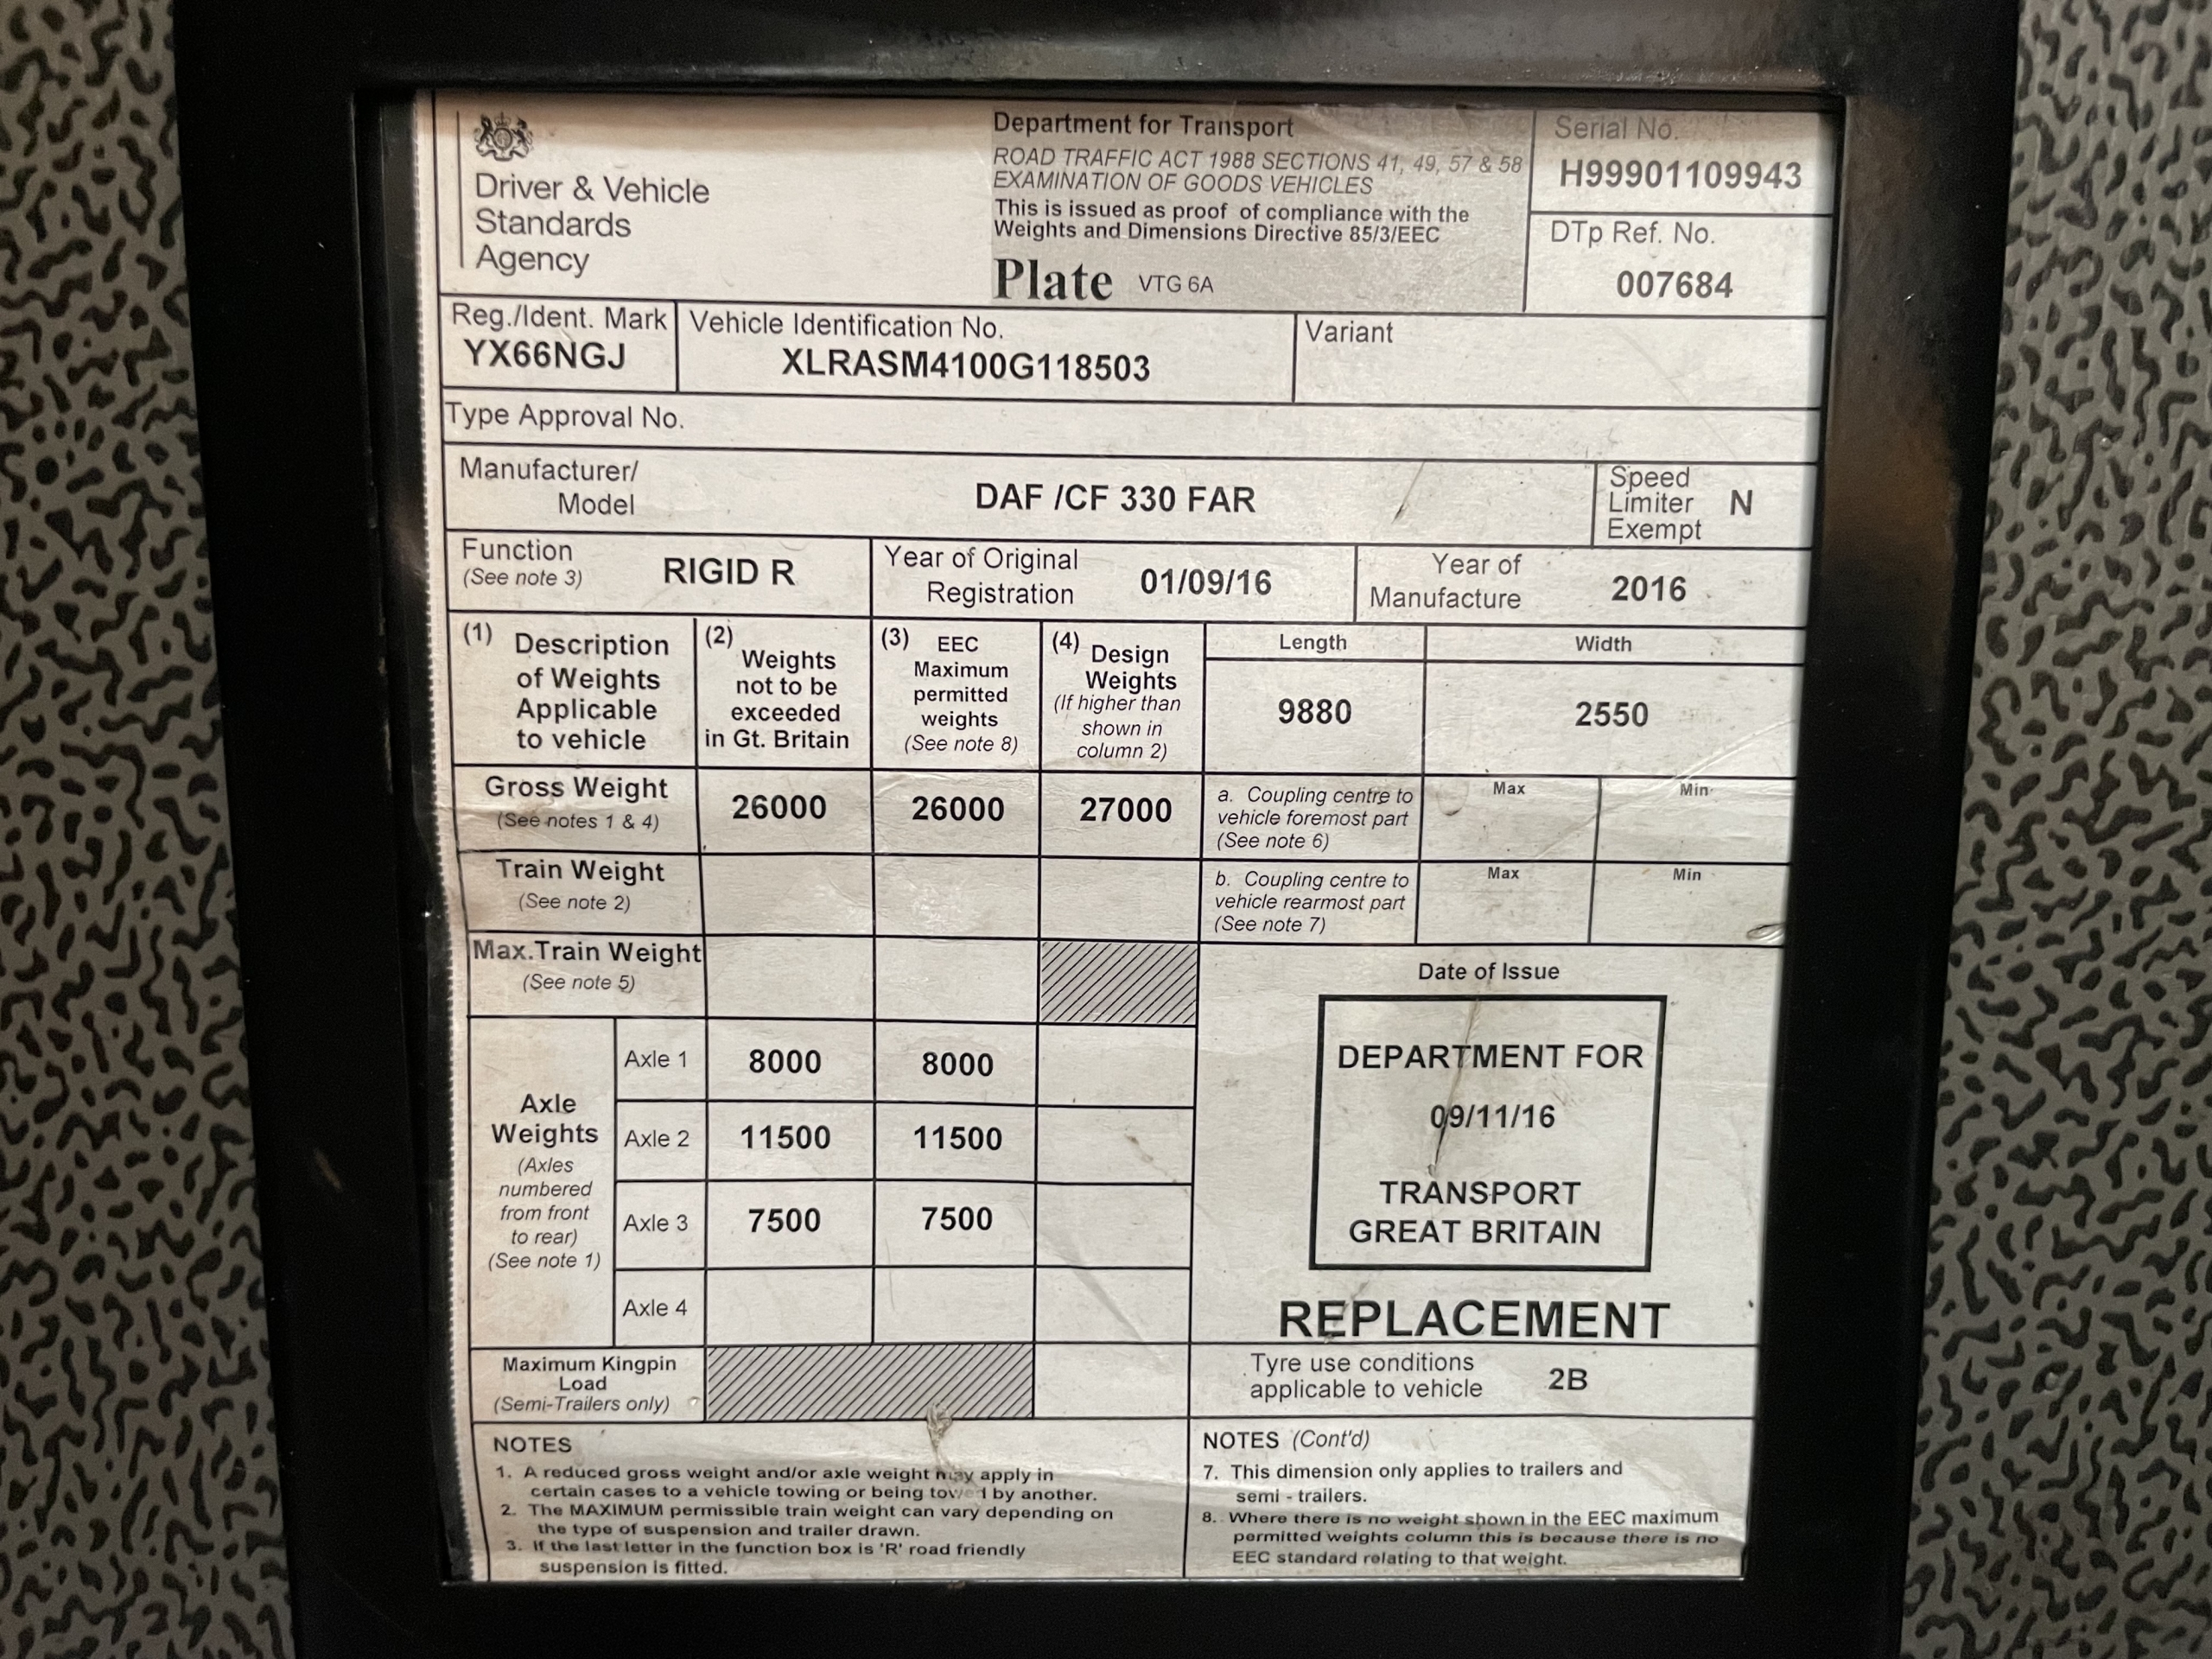 Driver & Vehicle
Standards
Agency
Department for Transport
ROAD TRAFFIC ACT 1988 SECTIONS 41, 49, 57 & 58
EXAMINATION OF GOODS VEHICLES
This is issued as proof of compliance with the
Weights and Dimensions Directive 85/3/EEC
Plate VTG 6A
Serial No.
H99901109943
DTp Ref. No.
007684
Reg./Ident. Mark
YX66NGJ
Vehicle Identification No.
XLRASM4100G118503
Variant
Type Approval No.
Manufacturer/
Model
DAF /CF 330 FAR
Speed
Limiter N
Exempt
Function
(See note 3)
RIGID R
Year of Original
Registration
01/09/16
Year of
Manufacture
2016
(1) Description
of Weights
Applicable
to vehicle
(2) Weights
not to be
exceeded
in Gt. Britain
(3) EEC
Maximum
permitted
weights
(See note 8)
(4) Design
Weights
(If higher than
shown in
column 2)
Length
9880
Width
2550
Gross Weight
(See notes 1 & 4)
26000
26000
27000
a. Coupling centre to
vehicle foremost part
(See note 6)
Max
Min
Train Weight
(See note 2)
b. Coupling centre to
vehicle rearmost part
(See note 7)
Max
Min
Max.Train Weight
(See note 5)
Axle
Weights
(Axles
numbered
from front
to rear)
(See note 1)
Axle 1 8000 8000
Axle 2 11500 11500
Axle 3 7500 7500
Axle 4
Date of Issue
DEPARTMENT FOR
09/11/16
TRANSPORT
GREAT BRITAIN
REPLACEMENT
Maximum Kingpin
Load
(Semi-Trailers only)
Tyre use conditions
applicable to vehicle
2B
NOTES
1. A reduced gross weight and/or axle weight may apply in
certain cases to a vehicle towing or being towed by another.
2. The MAXIMUM permissible train weight can vary depending on
the type of suspension and trailer drawn.
3. If the last letter in the function box is 'R' road friendly
suspension is fitted.
NOTES (Cont'd)
7. This dimension only applies to trailers and
semi - trailers.
8. Where there is no weight shown in the EEC maximum
permitted weights column this is because there is no
EEC standard relating to that weight.